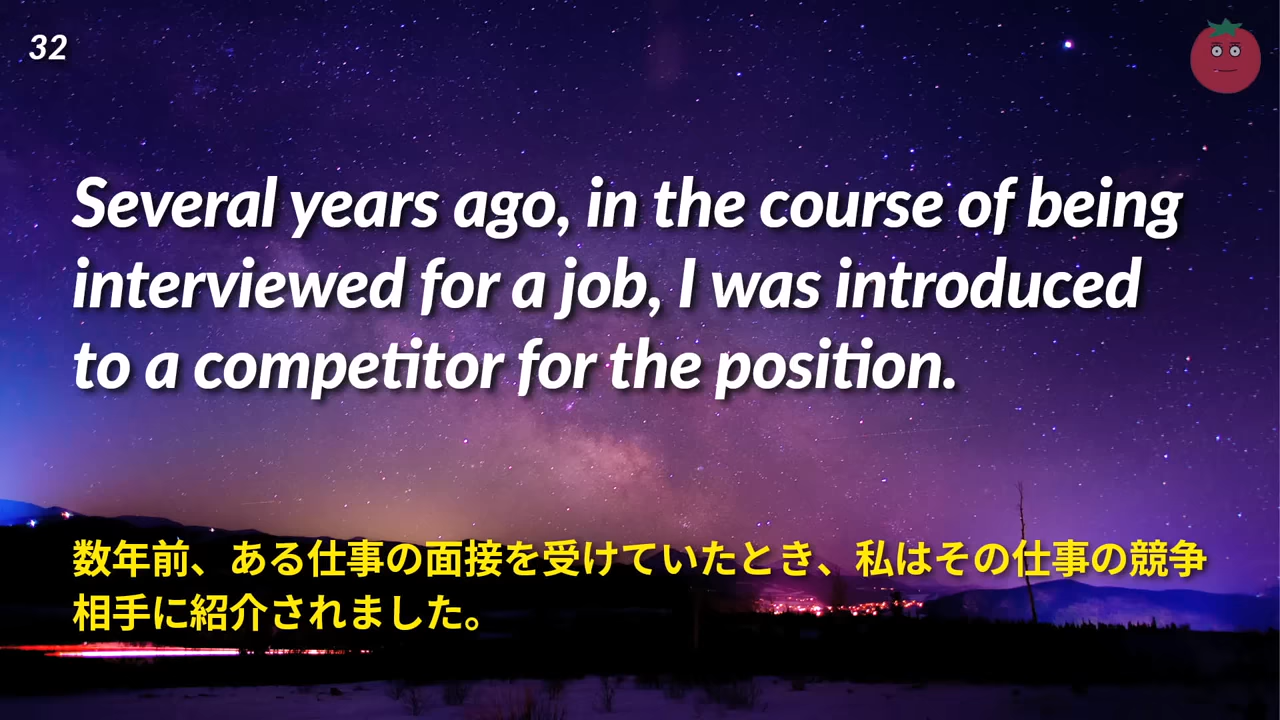 32
Several years ago, in the course of being
interviewed for a job, I was introduced
to a competitor for the position.
数年前、ある仕事の面接を受けていたとき、私はその仕事の競争
相手に紹介されました。